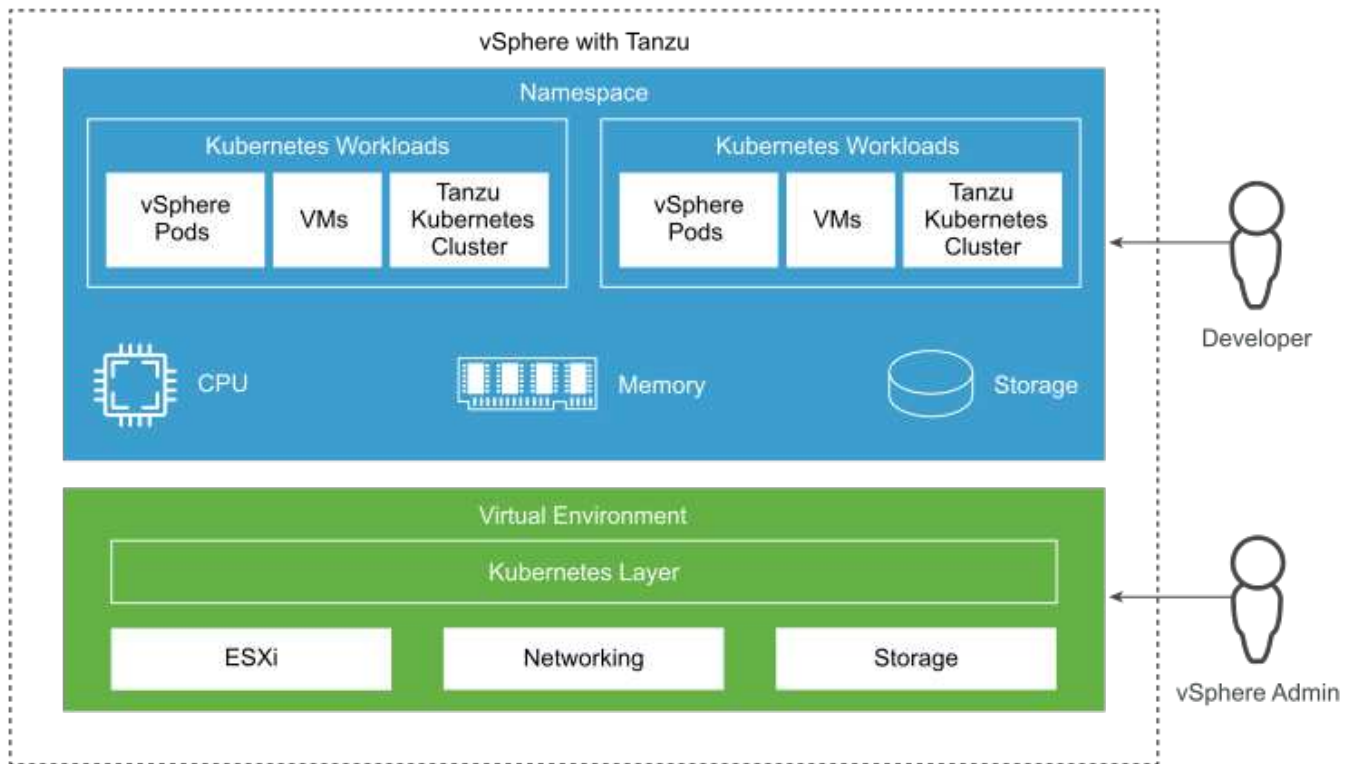 vSphere with Tanzu
Namespace
Kubernetes Workloads
vSphere
Pods
VMs
Tanzu
Kubernetes
Cluster
Kubernetes Workloads
vSphere
Pods
VMs
Tanzu
Kubernetes
Cluster
CPU
Memory
Storage
Developer
Virtual Environment
Kubernetes Layer
ESXi
Networking
Storage
vSphere Admin